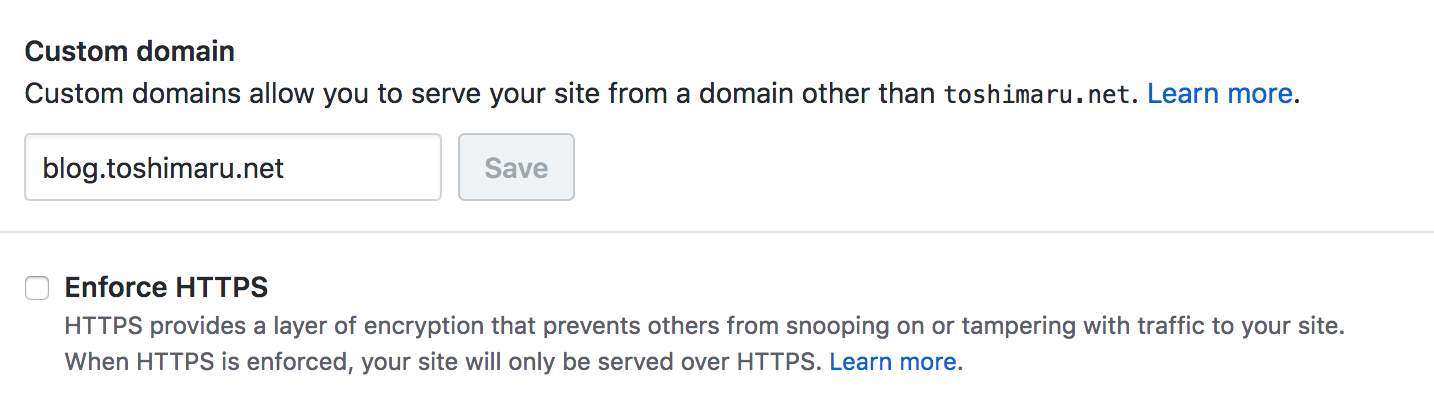 Custom domain
Custom domains allow you to serve your site from a domain other than toshimaru.net. Learn more.
blog.toshimaru.net Save
Enforce HTTPS
HTTPS provides a layer of encryption that prevents others from snooping on or tampering with traffic to your site.
When HTTPS is enforced, your site will only be served over HTTPS. Learn more.